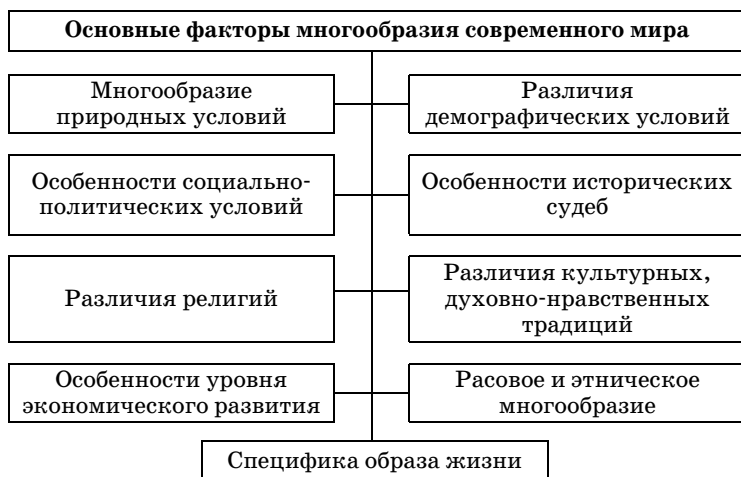 Основные факторы многообразия современного мира
Многообразие
природных условий
Различия
демографических условий
Особенности социально-
политических условий
Особенности исторических
судеб
Различия религий
Различия культурных,
духовно-нравственных
традиций
Особенности уровня
экономического развития
Расовое и этническое
многообразие
Специфика образа жизни